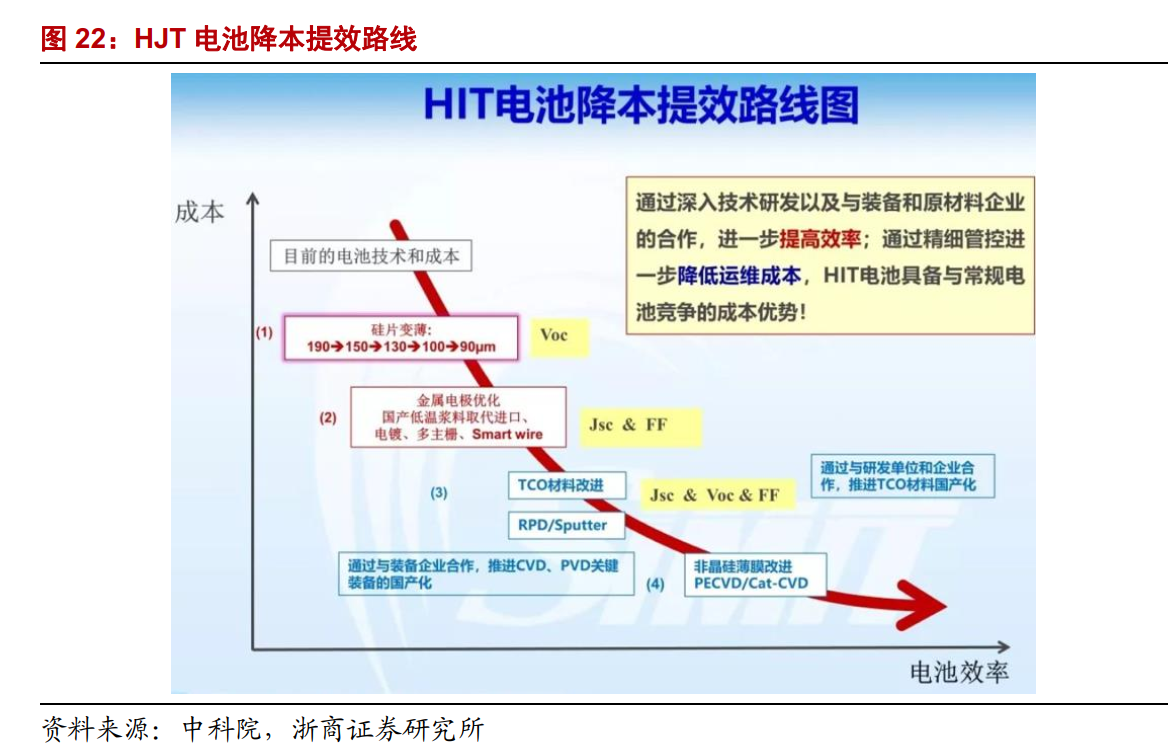 图 22：HJT 电池降本提效路线
HIT电池降本提效路线图
成本
目前的电池技术和成本
通过深入技术研发以及与装备和原材料企业
的合作，进一步提高效率；通过精细管控进
一步降低运维成本，HIT电池具备与常规电
池竞争的成本优势！
(1)
硅片变薄：
190→150→130→100→90μm
Voc
(2)
金属电极优化
国产低温浆料取代进口、
电镀、多主栅、Smart wire
Jsc & FF
(3)
TCO材料改进
Jsc & Voc & FF
通过与研发单位和企业合
作，推进TCO材料国产化
RPD/Sputter
通过与装备企业合作，推进CVD、PVD关键
装备的国产化
(4)
非晶硅薄膜改进
PECVD/Cat-CVD
SIMIT
电池效率
资料来源：中科院，浙商证券研究所